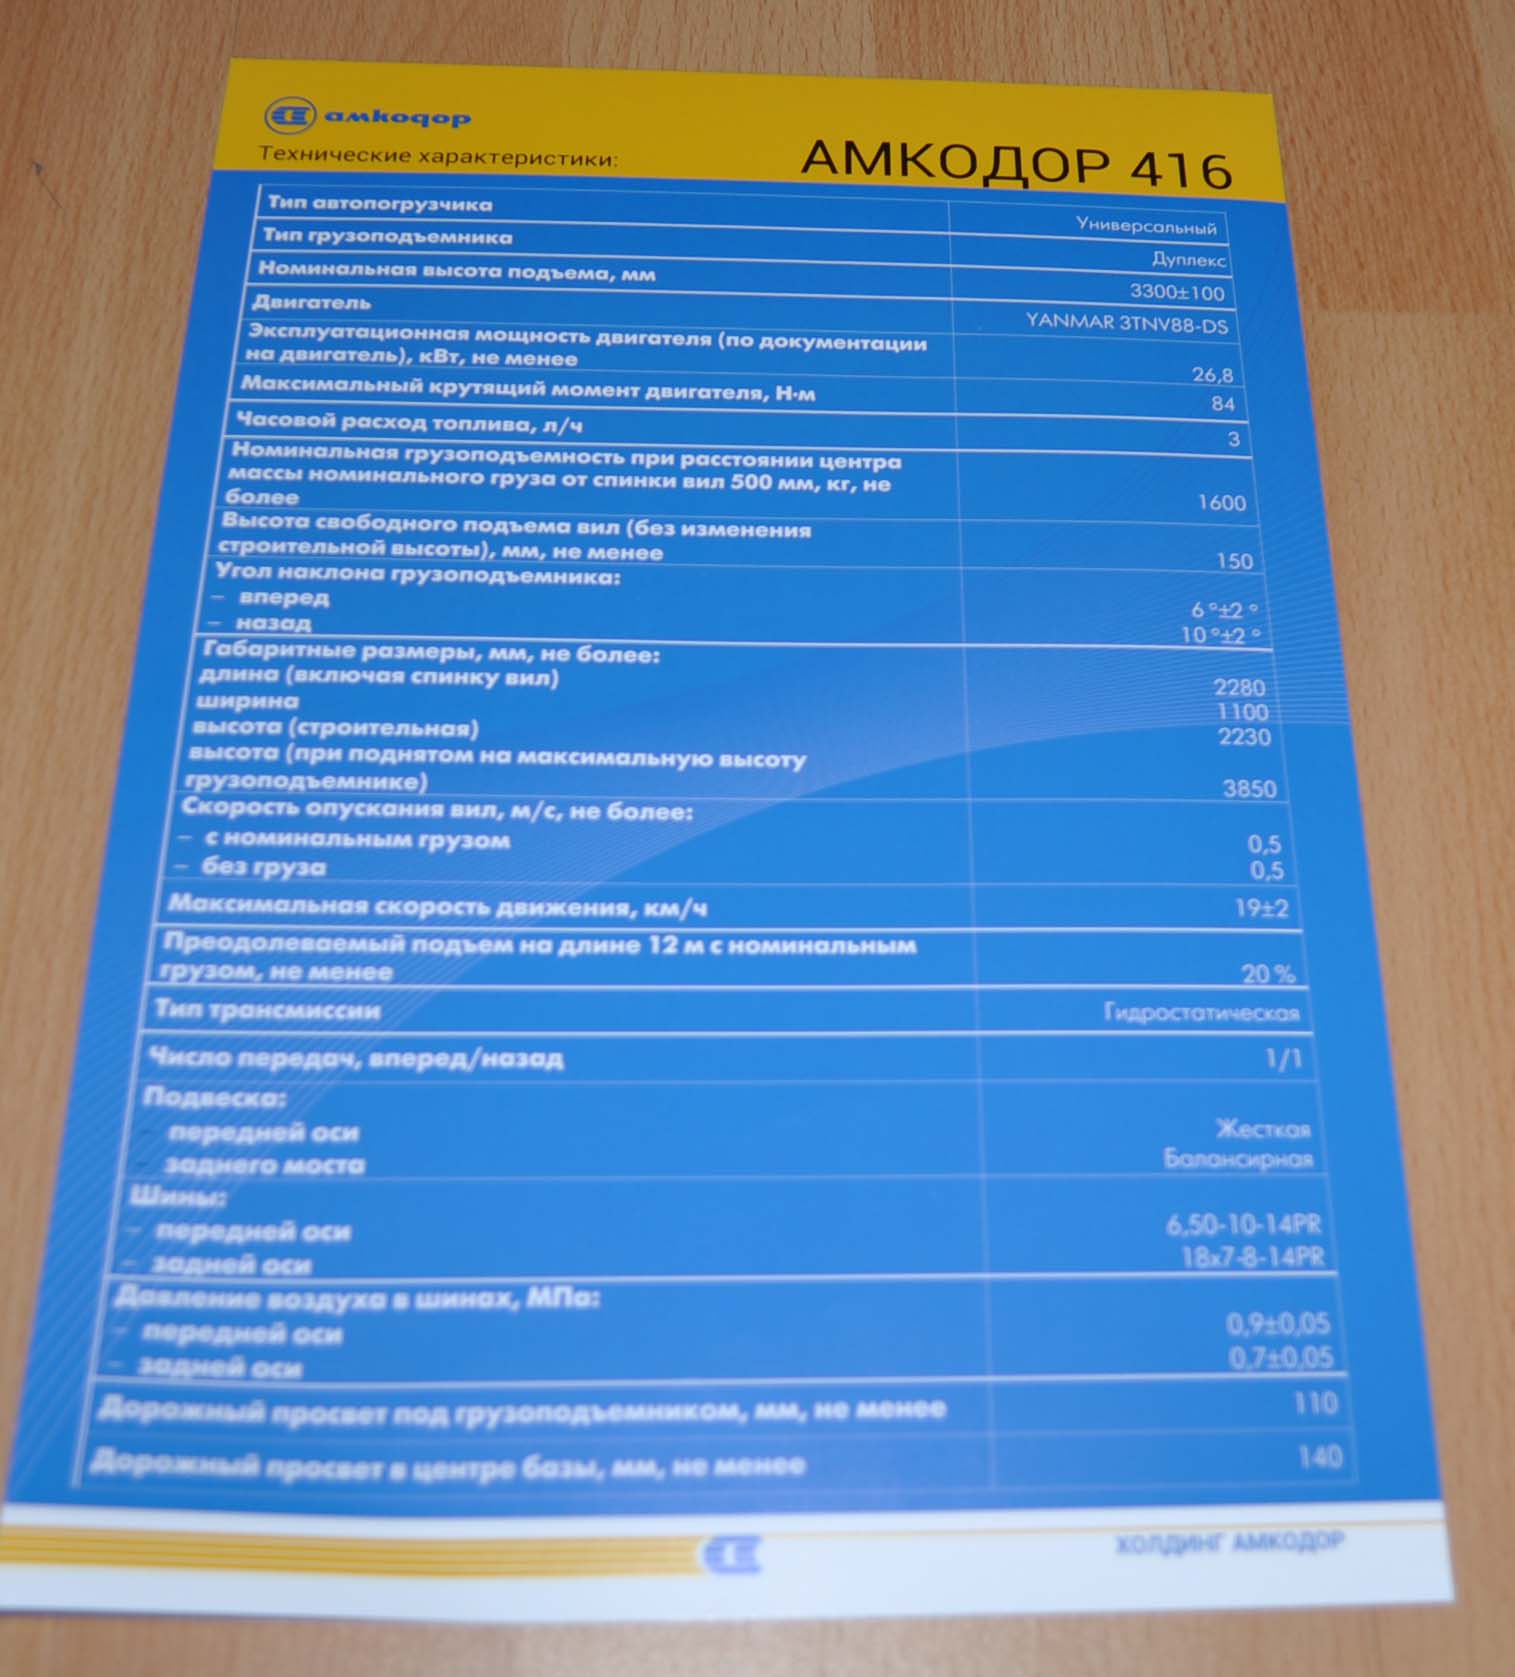 амкодор
Технические характеристики:
АМКОДОР 416
Тип автопогрузчика
Универсальный
Тип грузоподъемника
Дуплекс
Номинальная высота подъема, мм
3300±100
Двигатель
YANMAR 3TNV88-DS
Эксплуатационная мощность двигателя (по документации
на двигатель), кВт, не менее
26,8
Максимальный крутящий момент двигателя, Н·м
84
Часовой расход топлива, л/ч
3
Номинальная грузоподъемность при расстоянии центра
массы номинального груза от спинки вил 500 мм, кг, не
более
1600
Высота свободного подъема вил (без изменения
строительной высоты), мм, не менее
150
Угол наклона грузоподъемника:
– вперед
6 °±2 °
– назад
10 °±2 °
Габаритные размеры, мм, не более:
длина (включая спинку вил)
2280
ширина
1100
высота (строительная)
2230
высота (при поднятом на максимальную высоту
грузоподъемнике)
3850
Скорость опускания вил, м/с, не более:
– с номинальным грузом
0,5
– без груза
0,5
Максимальная скорость движения, км/ч
19±2
Преодолеваемый подъем на длине 12 м с номинальным
грузом, не менее
20 %
Тип трансмиссии
Гидростатическая
Число передач, вперед/назад
1/1
Подвеска:
– передней оси
Жесткая
– заднего моста
Балансирная
Шины:
– передней оси
6,50-10-14PR
– задней оси
18x7-8-14PR
Давление воздуха в шинах, МПа:
– передней оси
0,9±0,05
– задней оси
0,7±0,05
Дорожный просвет под грузоподъемником, мм, не менее
110
Дорожный просвет в центре базы, мм, не менее
140
ХОЛДИНГ АМКОДОР